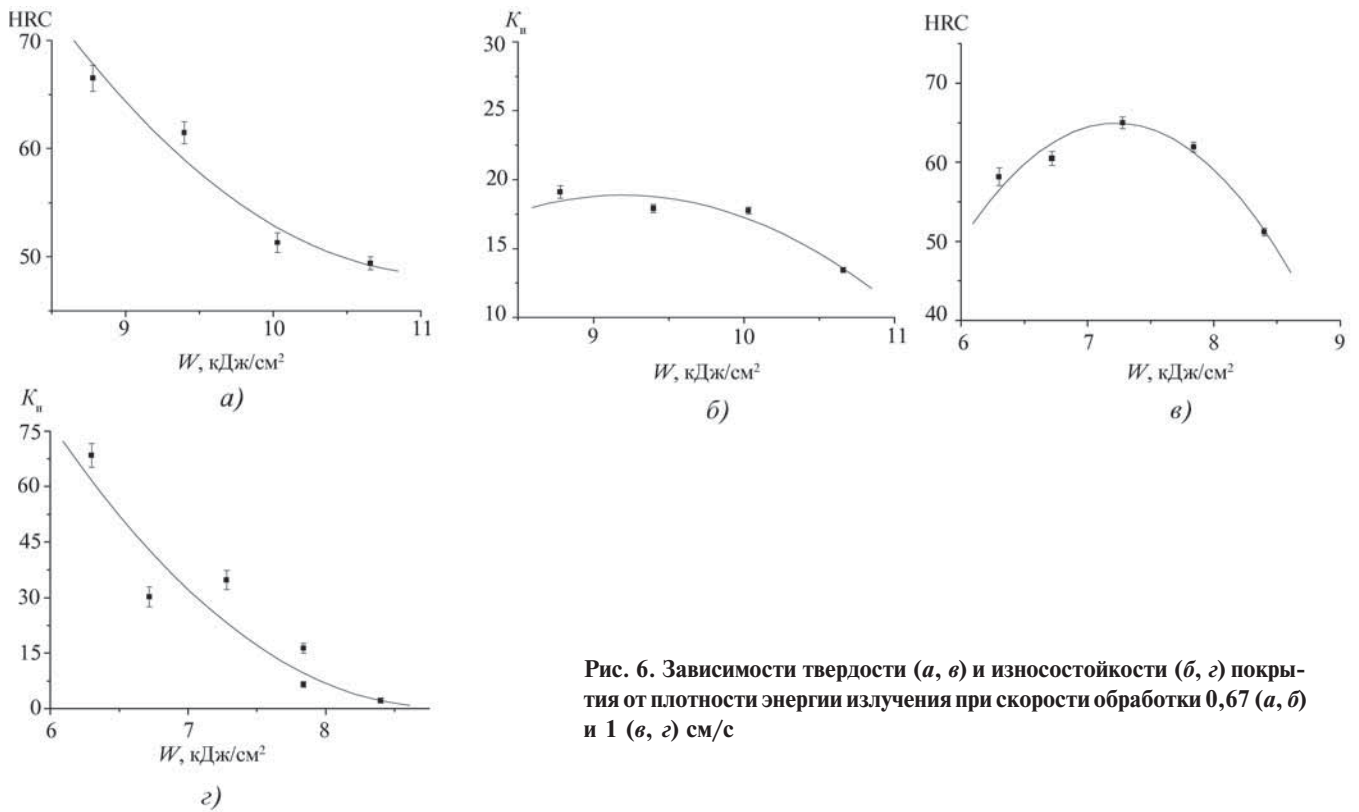 HRC
70
60
50
9
10
11
W, кДж/см²
а)
Kи
30
25
20
15
10
9
10
11
W, кДж/см²
б)
HRC
70
60
50
40
6
7
8
9
W, кДж/см²
в)
Kи
75
60
45
30
15
0
6
7
8
W, кДж/см²
г)
Рис. 6. Зависимости твердости (а, в) и износостойкости (б, г) покры-
тия от плотности энергии излучения при скорости обработки 0,67 (а, б)
и 1 (в, г) см/с